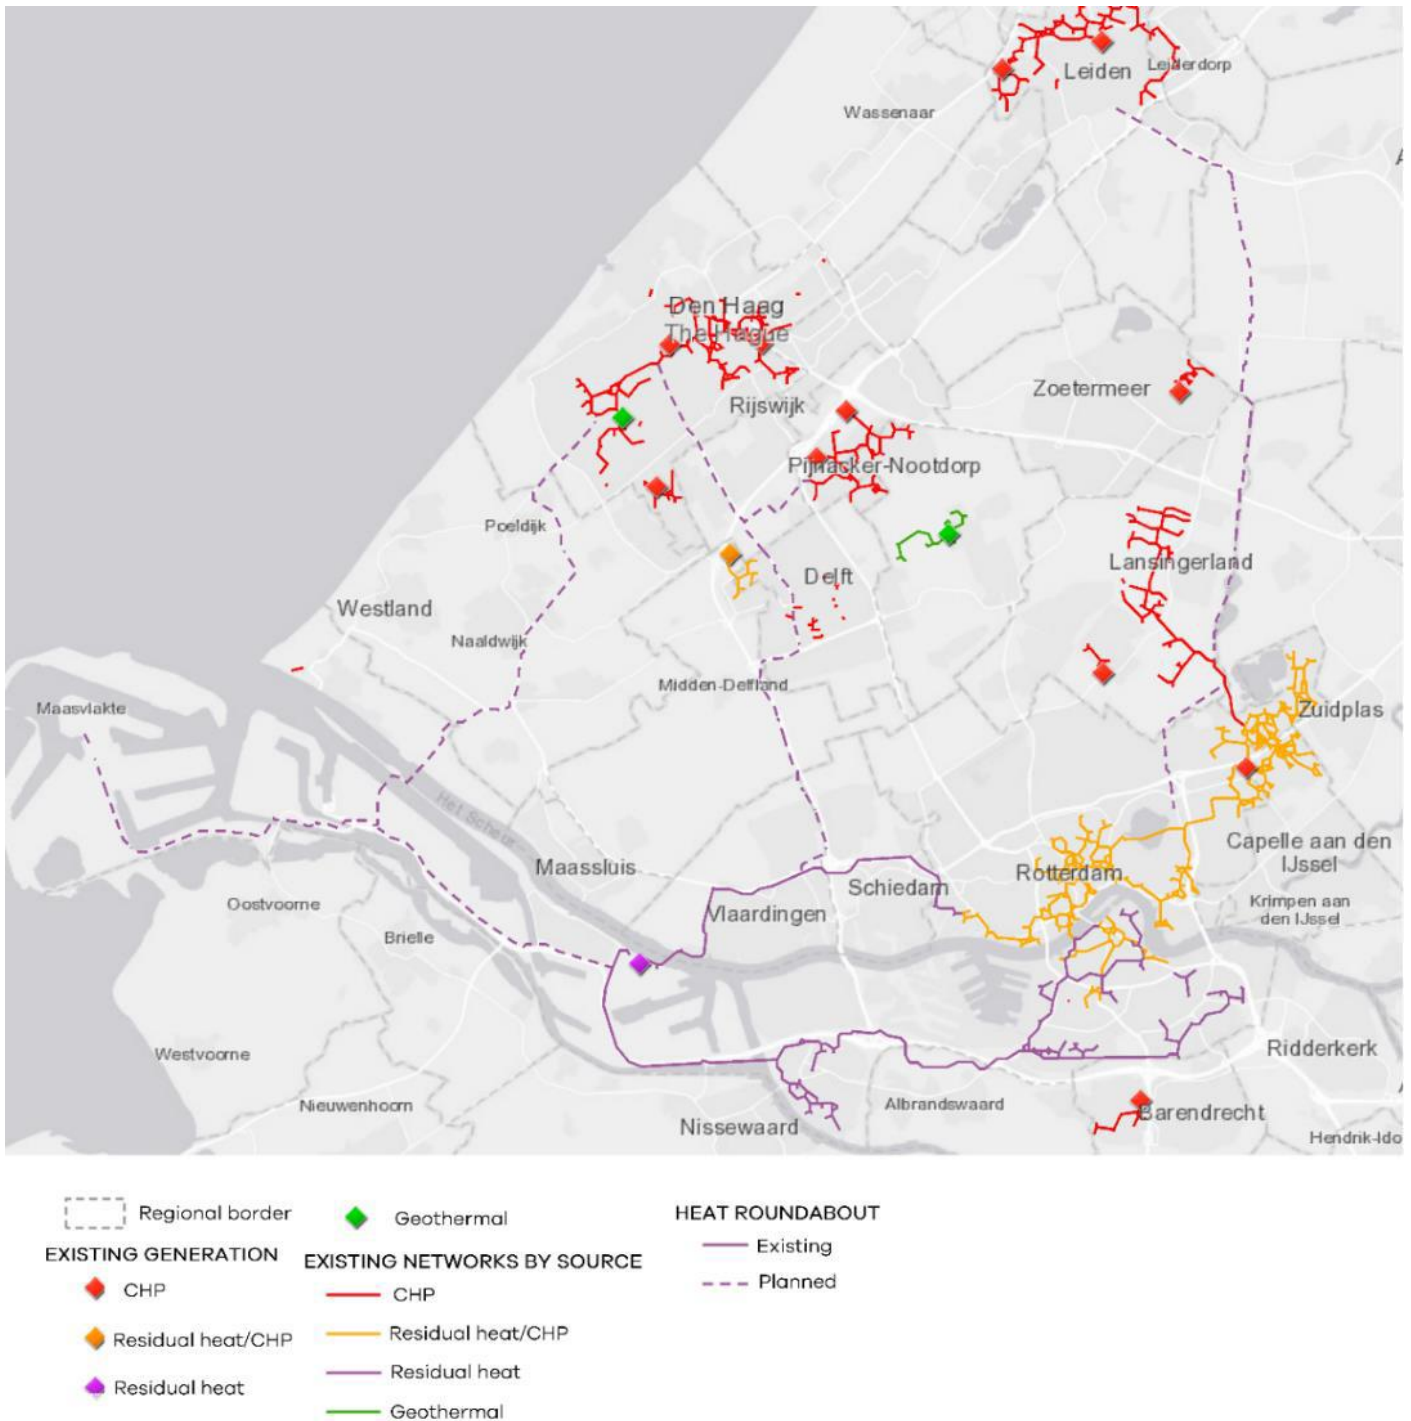 Leiden
Leiderdorp
Wassenaar
Den Haag
The Hague
Zoetermeer
Rijswijk
Pijnacker-Nootdorp
Poeldijk
Lansingerland
Delft
Westland
Naaldwijk
Midden-Delfland
Maasvlakte
Zuidplas
Het Scheur
Capelle aan den
IJssel
Maassluis
Rotterdam
Schiedam
Oostvoorne
Vlaardingen
Krimpen aan
den IJssel
Brielle
Westvoorne
Ridderkerk
Nieuwenhoorn
Albrandswaard
Barendrecht
Nissewaard
Hendrik-Ido
Regional border
Geothermal
HEAT ROUNDABOUT
Existing
Planned
EXISTING GENERATION
CHP
Residual heat/CHP
Residual heat
EXISTING NETWORKS BY SOURCE
CHP
Residual heat/CHP
Residual heat
Geothermal